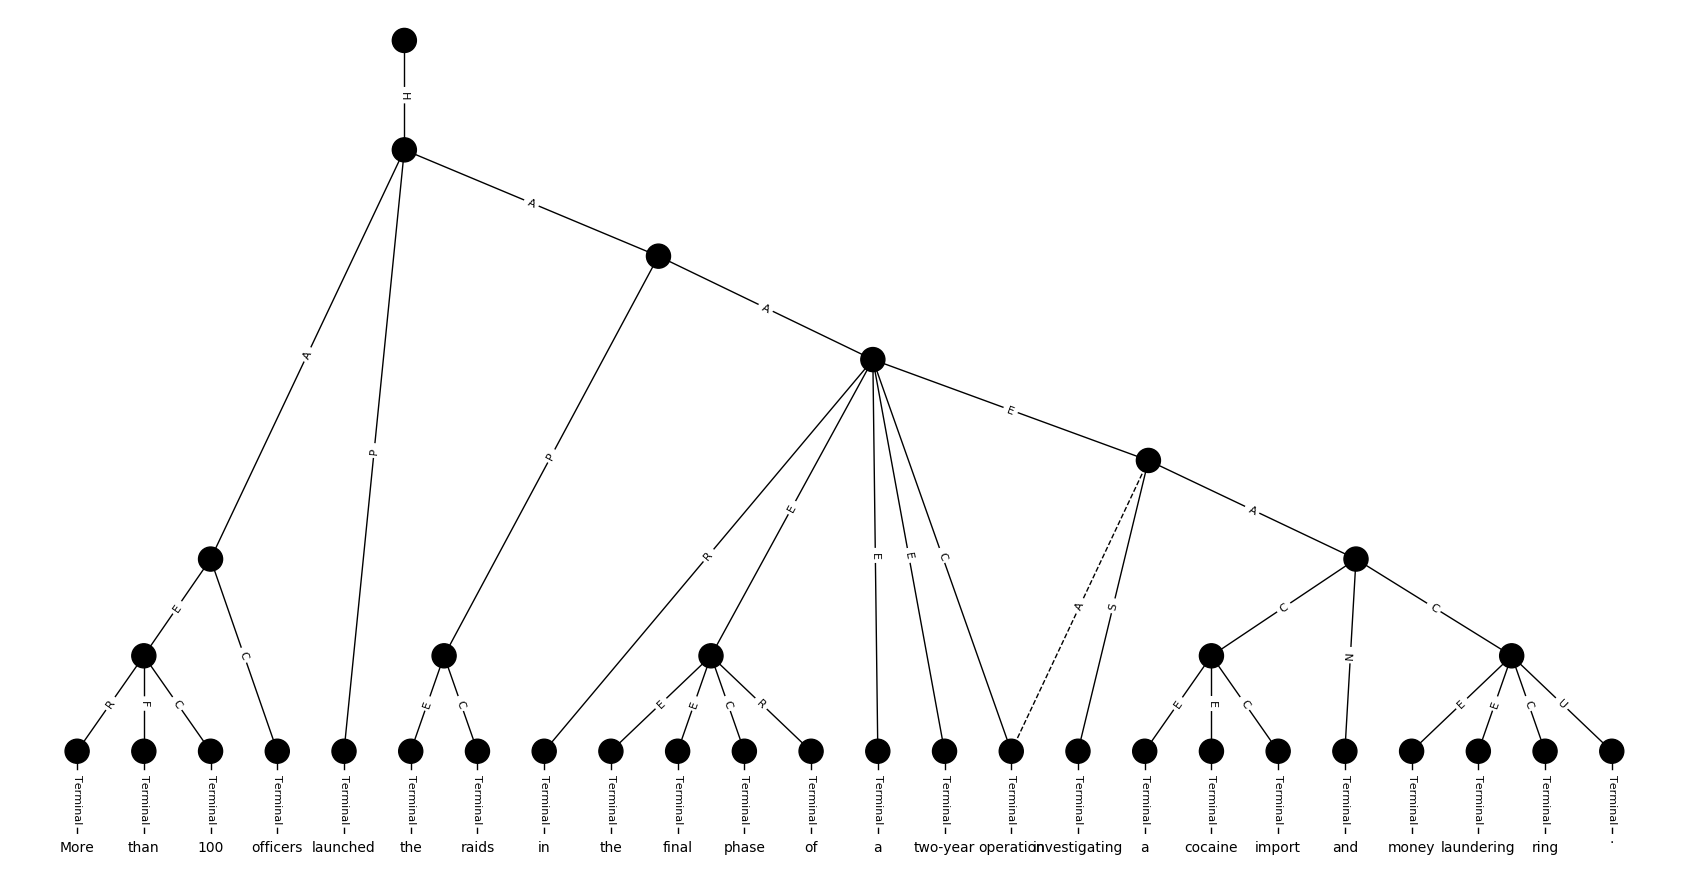 H
A
A
A
P
E
P
A
E
R
E
E
C
A
S
E
C
C
N
C
R
F
C
E
C
E
E
C
R
E
E
C
E
E
C
U
Terminal Terminal Terminal Terminal Terminal Terminal Terminal Terminal Terminal Terminal Terminal Terminal Terminal Terminal Terminal Terminal Terminal Terminal Terminal Terminal Terminal Terminal Terminal Terminal
More than 100 officers launched the raids in the final phase of a two-year operation investigating a cocaine import and money laundering ring .